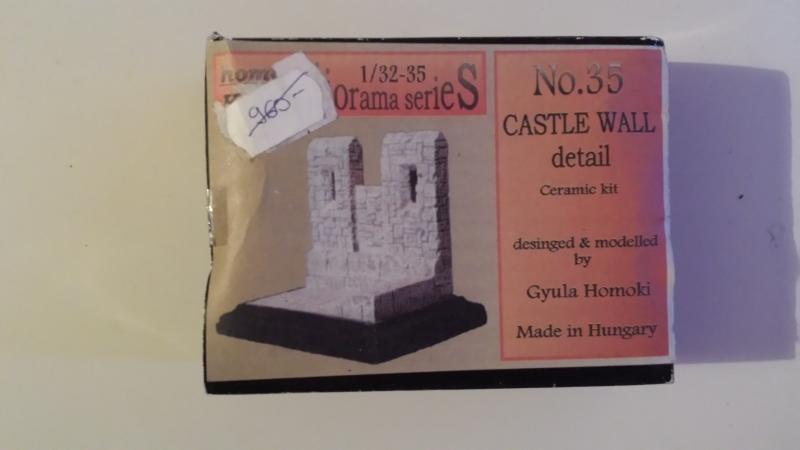 1/32-35
orama serieS
960-
No.35
CASTLE WALL
detail
Ceramic kit
desinged & modelled
by
Gyula Homoki
Made in Hungary